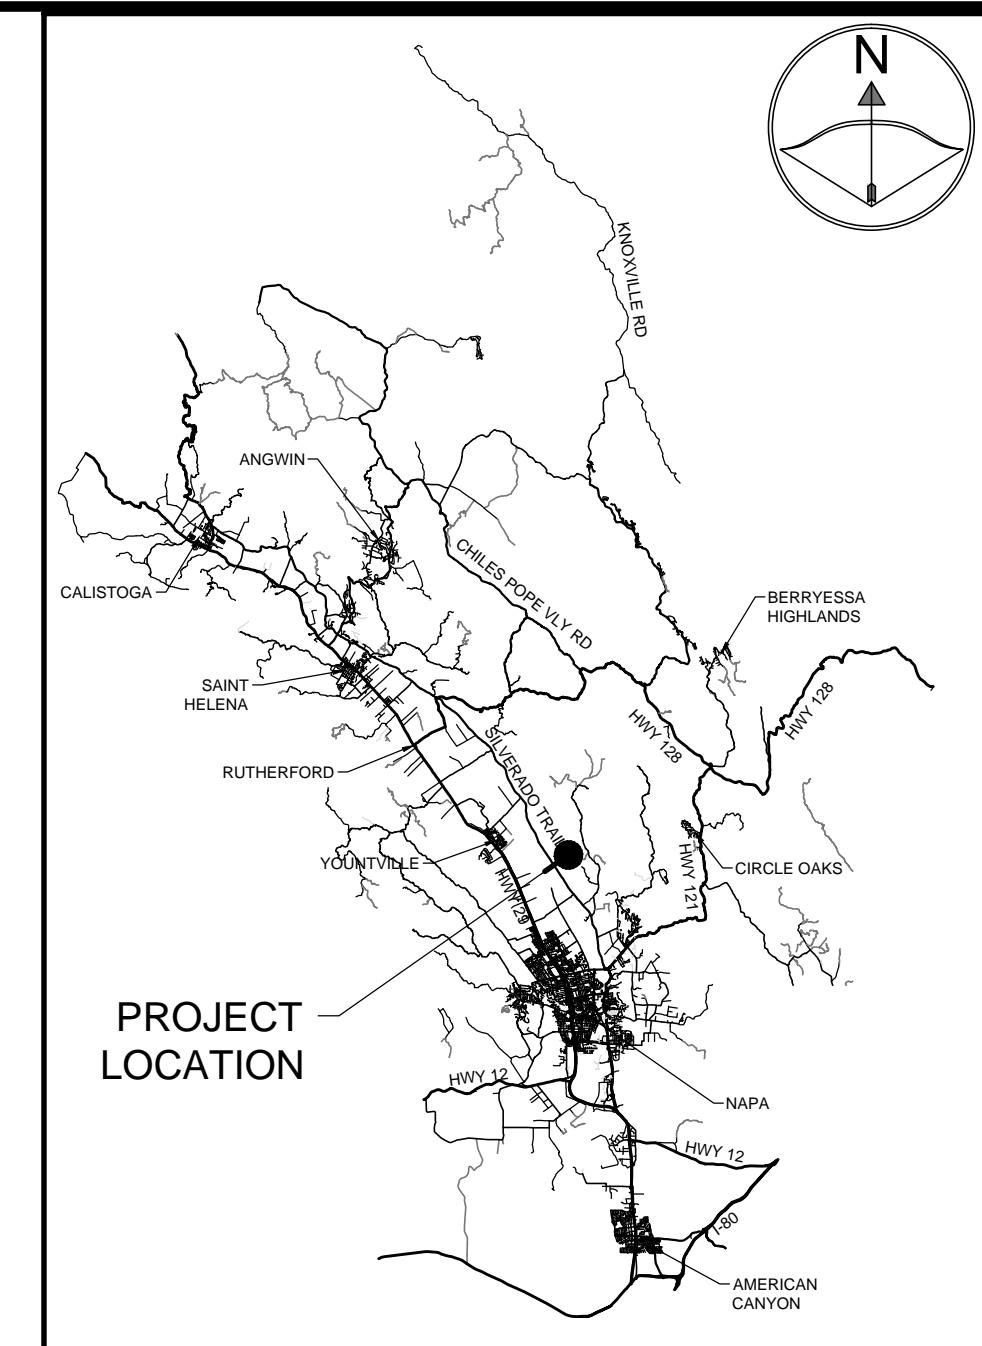 N
KNOXVILLE RD
ANGWIN
CHILES POPE VLY RD
CALISTOGA
BERRYESSA
HIGHLANDS
SAINT
HELENA
HWY 128
HWY 128
RUTHERFORD
SILVERADO TRAIL
YOUNTVILLE
HWY 29
HWY 121
CIRCLE OAKS
PROJECT
LOCATION
HWY 12
NAPA
HWY 12
I-80
AMERICAN
CANYON